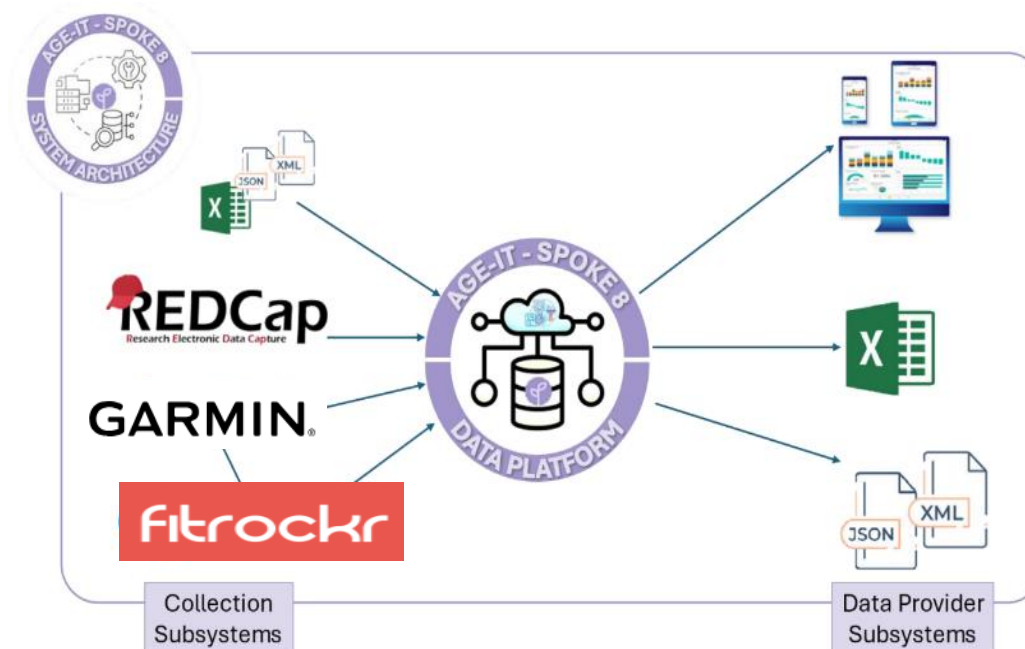 AGE-IT - SPOKE 8
SYSTEM ARCHITECTURE
X
JSON
XML
REDCap
Research Electronic Data Capture
GARMIN®
fitrockr
AGE-IT - SPOKE 8
DATA PLATFORM
X
JSON
XML
Collection
Subsystems
Data Provider
Subsystems